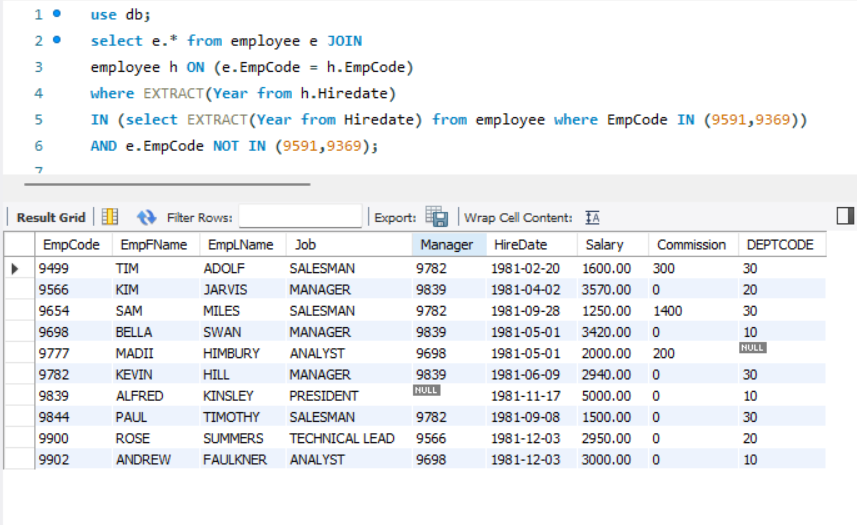 1 use db;
2 select e.* from employee e JOIN
3 employee h ON (e.EmpCode = h.EmpCode)
4 where EXTRACT(Year from h.Hiredate)
5 IN (select EXTRACT(Year from Hiredate) from employee where EmpCode IN (9591,9369))
6 AND e.EmpCode NOT IN (9591,9369);
7
Result Grid Filter Rows: Export: Wrap Cell Content:
EmpCode EmpFName EmpLName Job Manager HireDate Salary Commission DEPTCODE
9499 TIM ADOLF SALESMAN 9782 1981-02-20 1600.00 300 30
9566 KIM JARVIS MANAGER 9839 1981-04-02 3570.00 0 20
9654 SAM MILES SALESMAN 9782 1981-09-28 1250.00 1400 30
9698 BELLA SWAN MANAGER 9839 1981-05-01 3420.00 0 10
9777 MADII HIMBURY ANALYST 9698 1981-05-01 2000.00 200 NULL
9782 KEVIN HILL MANAGER 9839 1981-06-09 2940.00 0 30
9839 ALFRED KINSLEY PRESIDENT NULL 1981-11-17 5000.00 0 10
9844 PAUL TIMOTHY SALESMAN 9782 1981-09-08 1500.00 0 30
9900 ROSE SUMMERS TECHNICAL LEAD 9566 1981-12-03 2950.00 0 20
9902 ANDREW FAULKNER ANALYST 9698 1981-12-03 3000.00 0 10